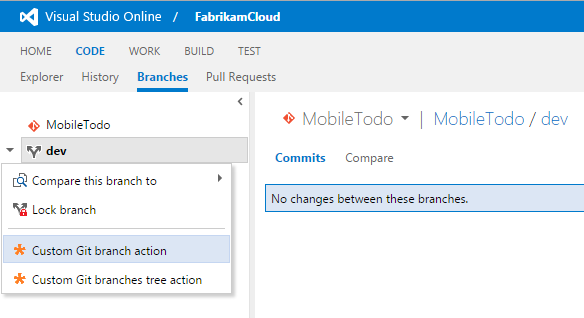 Visual Studio Online / FabrikamCloud
HOME CODE WORK BUILD TEST
Explorer History Branches Pull Requests
MobileTodo
dev
Compare this branch to
Lock branch
Custom Git branch action
Custom Git branches tree action
MobileTodo | MobileTodo / dev
Commits Compare
No changes between these branches.